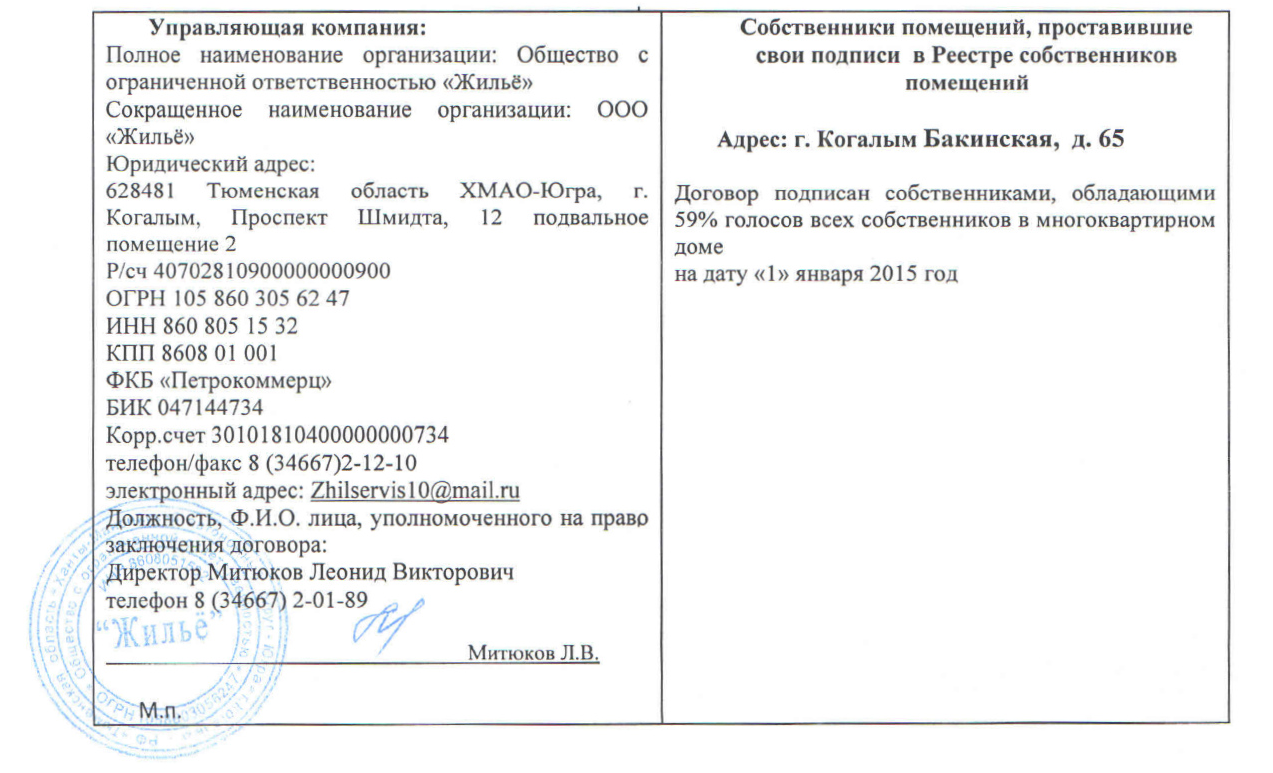 Управляющая компания:
Полное наименование организации: Общество с
ограниченной ответственностью «Жильё»
Сокращенное наименование организации: ООО
«Жильё»
Юридический адрес:
628481 Тюменская область ХМАО-Югра, г.
Когалым, Проспект Шмидта, 12 подвальное
помещение 2
Р/сч 40702810900000000900
ОГРН 105 860 305 62 47
ИНН 860 805 15 32
КПП 8608 01 001
ФКБ «Петрокоммерц»
БИК 047144734
Корр.счет 30101810400000000734
телефон/факс 8 (34667)2-12-10
электронный адрес: Zhilservis10@mail.ru
Должность, Ф.И.О. лица, уполномоченного на право
заключения договора:
Директор Митюков Леонид Викторович
телефон 8 (34667) 2-01-89
Митюков Л.В.
М.п.
“Жильё”
Собственники помещений, проставившие
свои подписи в Реестре собственников
помещений
Адрес: г. Когалым Бакинская, д. 65
Договор подписан собственниками, обладающими
59% голосов всех собственников в многоквартирном
доме
на дату «1» января 2015 год